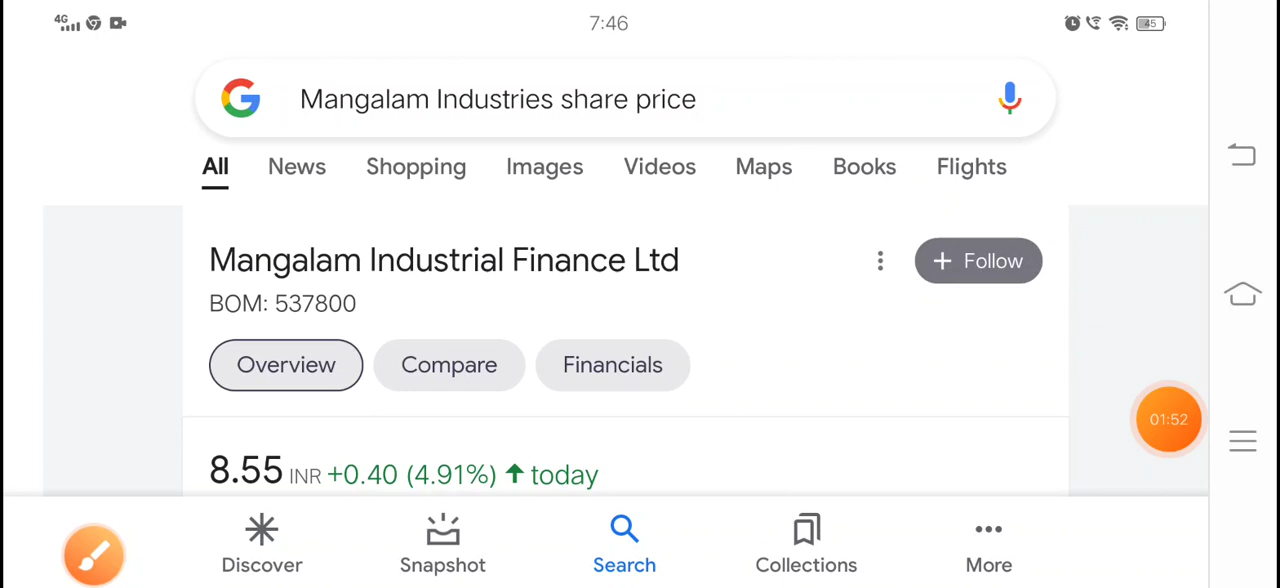 4G 7:46 45
Mangalam Industries share price
All News Shopping Images Videos Maps Books Flights
Mangalam Industrial Finance Ltd
+ Follow
BOM: 537800
Overview Compare Financials
01:52
8.55 INR +0.40 (4.91%) ↑ today
Discover Snapshot Search Collections More